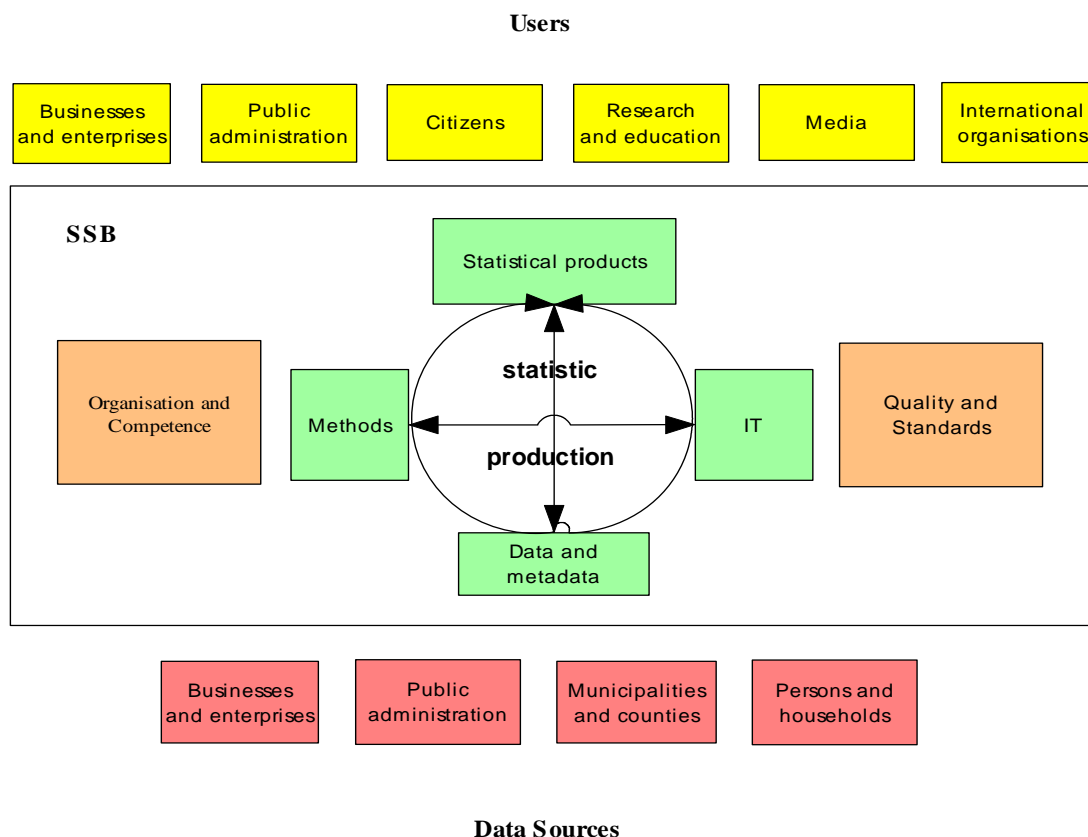 Users
Businesses
and enterprises
Public
administration
Citizens
Research
and education
Media
International
organisations
SSB
Statistical products
Organisation and
Competence
Methods
statistic
production
IT
Quality and
Standards
Data and
metadata
Businesses
and enterprises
Public
administration
Municipalities
and counties
Persons and
households
Data Sources